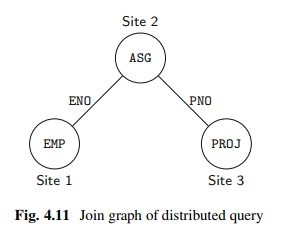 Site 2
ASG
ENO
PNO
EMP
PROJ
Site 1
Site 3
Fig. 4.11 Join graph of distributed query